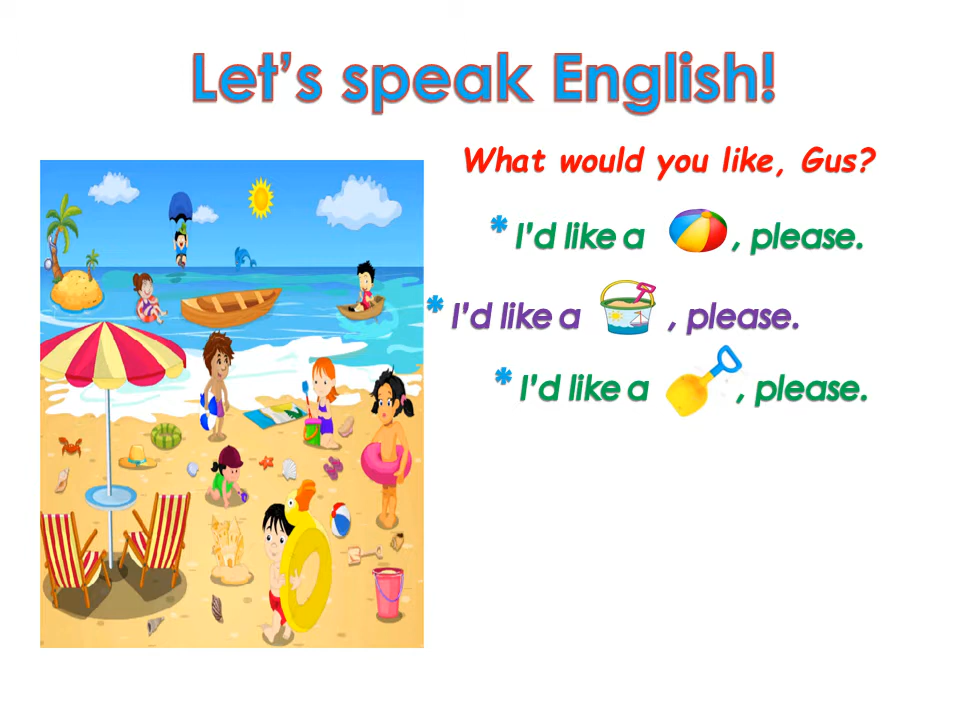 Let's speak English!
What would you like, Gus?
* I'd like a , please.
* I'd like a , please.
* I'd like a , please.